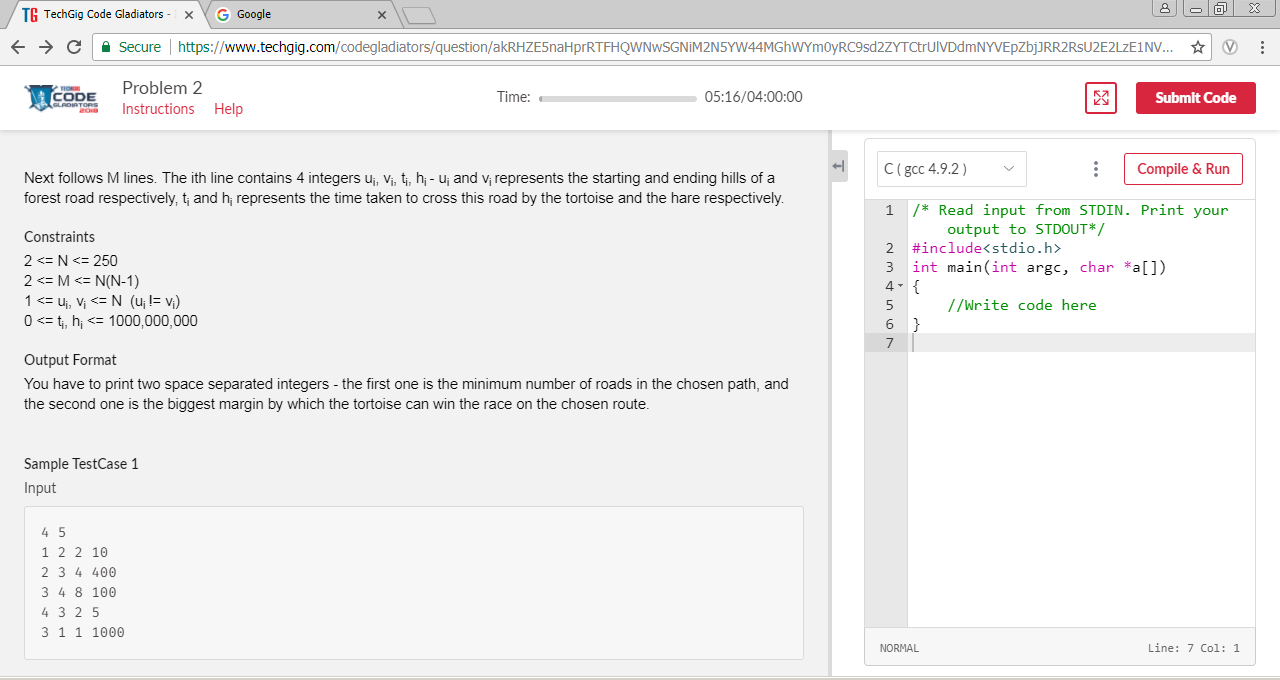 TG TechGig Code Gladiators -
Google
Secure https://www.techgig.com/codegladiators/question/akRHZE5naHprRTFHQWNwSGNiM2N5YW44MGhWYm0yRC9sd2ZYTCtrUlVDdmNYVEpZbjJRR2RsU2E2LzE1NV...
TECHGIG CODE GLADIATORS 2018
Problem 2
Instructions Help
Time: 05:16/04:00:00
Submit Code
Next follows M lines. The ith line contains 4 integers ui, vi, ti, hi - ui and vi represents the starting and ending hills of a
forest road respectively, ti and hi represents the time taken to cross this road by the tortoise and the hare respectively.
Constraints
2 <= N <= 250
2 <= M <= N(N-1)
1 <= ui, vi <= N (ui != vi)
0 <= ti, hi <= 1000,000,000
Output Format
You have to print two space separated integers - the first one is the minimum number of roads in the chosen path, and
the second one is the biggest margin by which the tortoise can win the race on the chosen route.
Sample TestCase 1
Input
4 5
1 2 2 10
2 3 4 400
3 4 8 100
4 3 2 5
3 1 1 1000
C ( gcc 4.9.2 )
Compile & Run
1 /* Read input from STDIN. Print your
output to STDOUT*/
2 #include<stdio.h>
3 int main(int argc, char *a[])
4 {
5 //Write code here
6 }
7
NORMAL Line: 7 Col: 1